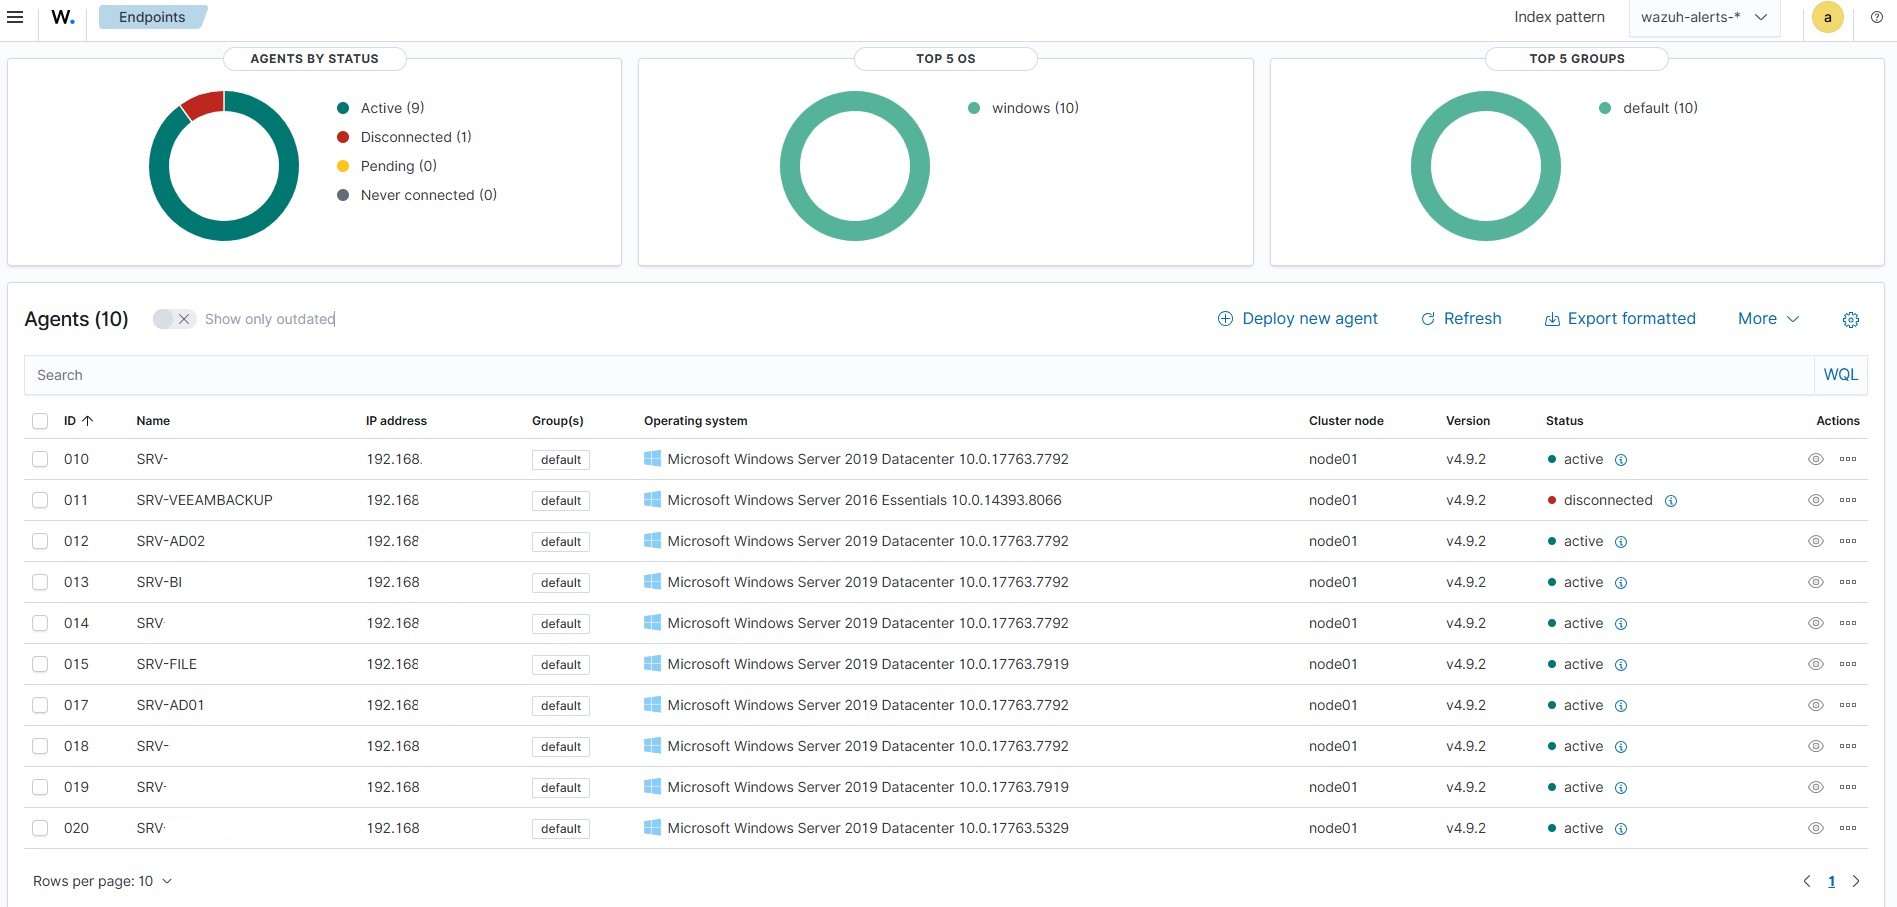 W. Endpoints Index pattern wazuh-alerts-* a
AGENTS BY STATUS
Active (9)
Disconnected (1)
Pending (0)
Never connected (0)
TOP 5 OS
windows (10)
TOP 5 GROUPS
default (10)
Agents (10) Show only outdated Deploy new agent Refresh Export formatted More
Search WQL
ID Name IP address Group(s) Operating system Cluster node Version Status Actions
010 SRV- 192.168. default Microsoft Windows Server 2019 Datacenter 10.0.17763.7792 node01 v4.9.2 active
011 SRV-VEEAMBACKUP 192.168 default Microsoft Windows Server 2016 Essentials 10.0.14393.8066 node01 v4.9.2 disconnected
012 SRV-AD02 192.168 default Microsoft Windows Server 2019 Datacenter 10.0.17763.7792 node01 v4.9.2 active
013 SRV-BI 192.168 default Microsoft Windows Server 2019 Datacenter 10.0.17763.7792 node01 v4.9.2 active
014 SRV 192.168 default Microsoft Windows Server 2019 Datacenter 10.0.17763.7792 node01 v4.9.2 active
015 SRV-FILE 192.168 default Microsoft Windows Server 2019 Datacenter 10.0.17763.7919 node01 v4.9.2 active
017 SRV-AD01 192.168 default Microsoft Windows Server 2019 Datacenter 10.0.17763.7792 node01 v4.9.2 active
018 SRV- 192.168 default Microsoft Windows Server 2019 Datacenter 10.0.17763.7792 node01 v4.9.2 active
019 SRV- 192.168 default Microsoft Windows Server 2019 Datacenter 10.0.17763.7919 node01 v4.9.2 active
020 SRV- 192.168 default Microsoft Windows Server 2019 Datacenter 10.0.17763.5329 node01 v4.9.2 active
Rows per page: 10 1